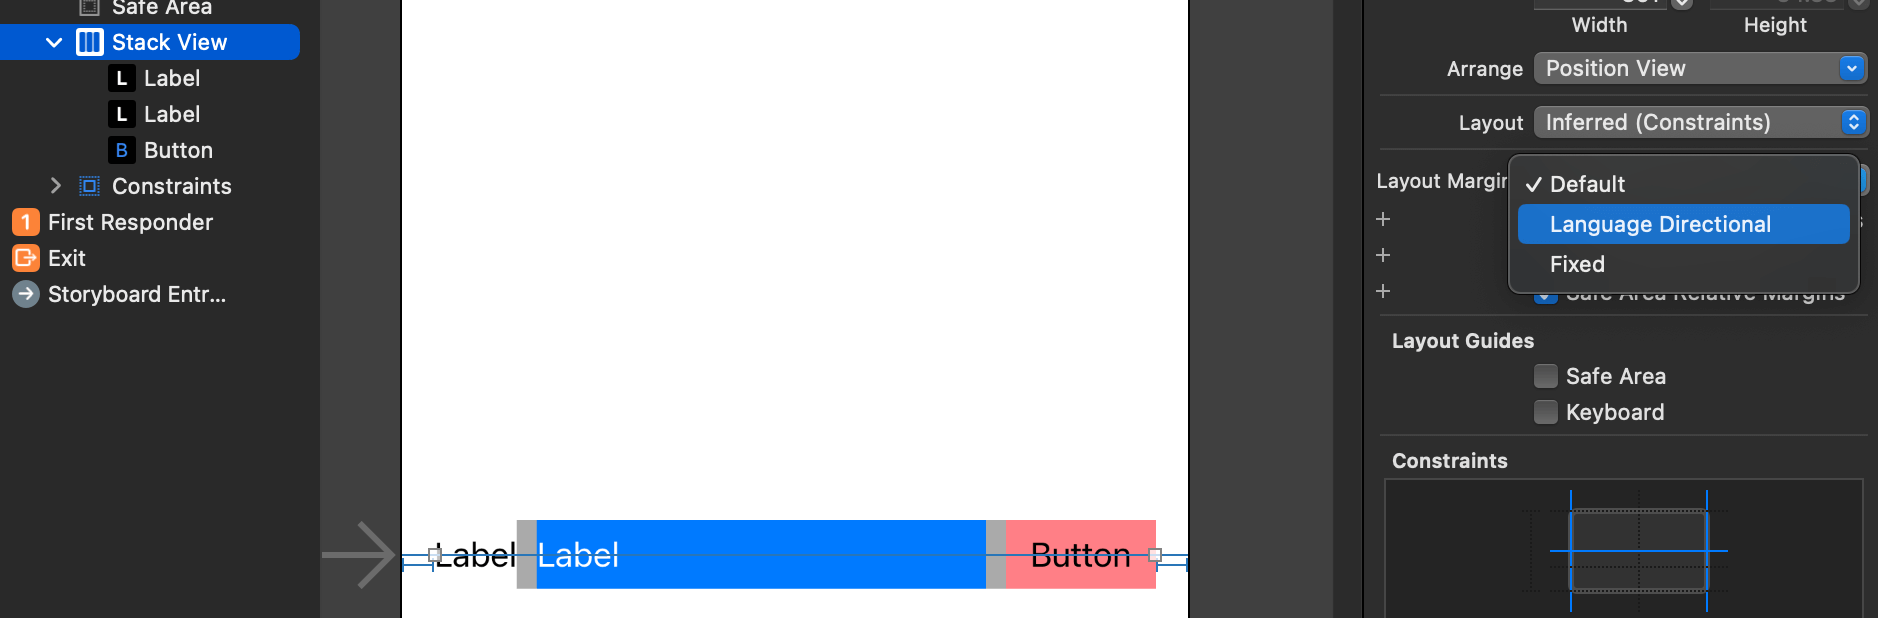 Safe Area
Stack View
L Label
L Label
B Button
Constraints
1 First Responder
Exit
Storyboard Entr...
Label
Label
Button
Width
Height
Arrange
Position View
Layout
Inferred (Constraints)
Layout Margin
Default
Language Directional
Fixed
Safe Area Relative Margins
Layout Guides
Safe Area
Keyboard
Constraints